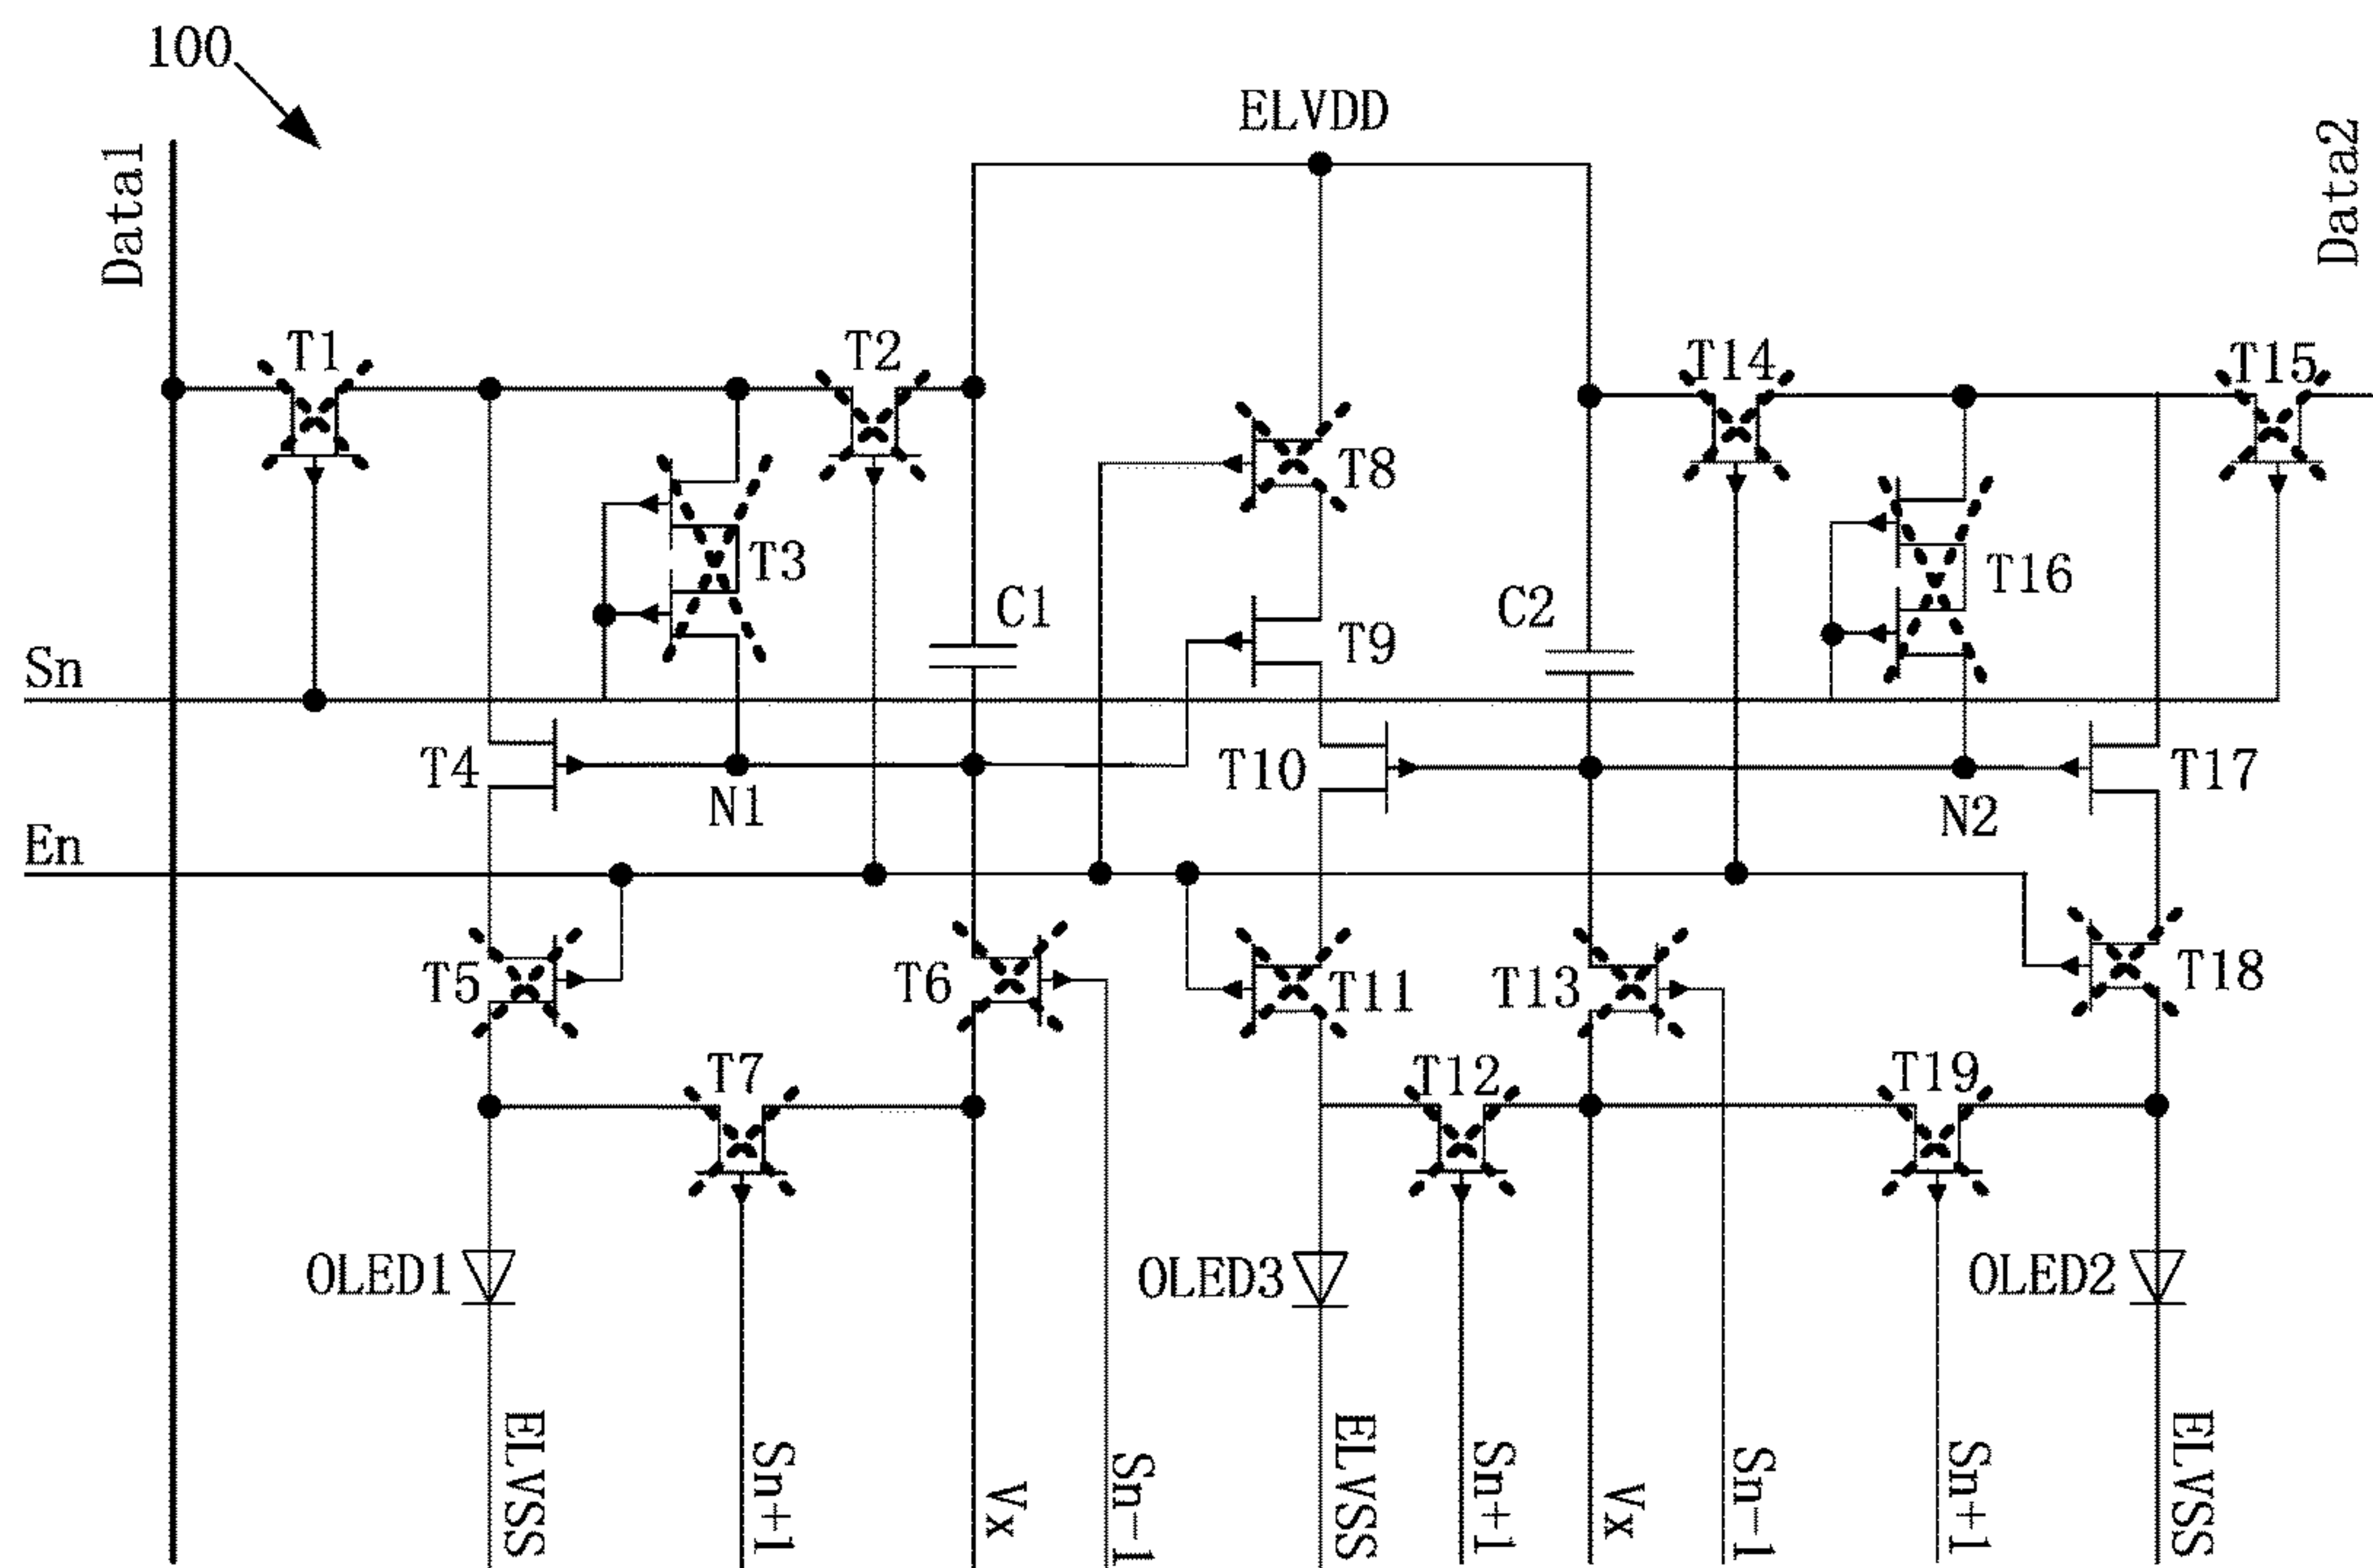 100
ELVDD
Data1
Data2
T1
T2
T14
T15
T8
T3
T16
C1
C2
T9
Sn
T4
T10
T17
N1
N2
En
T5
T6
T11
T13
T18
T7
T12
T19
OLED1
OLED3
OLED2
ELVSS
Sn+1
Vx
Sn-1
ELVSS
Sn+1
Vx
Sn-1
Sn+1
ELVSS